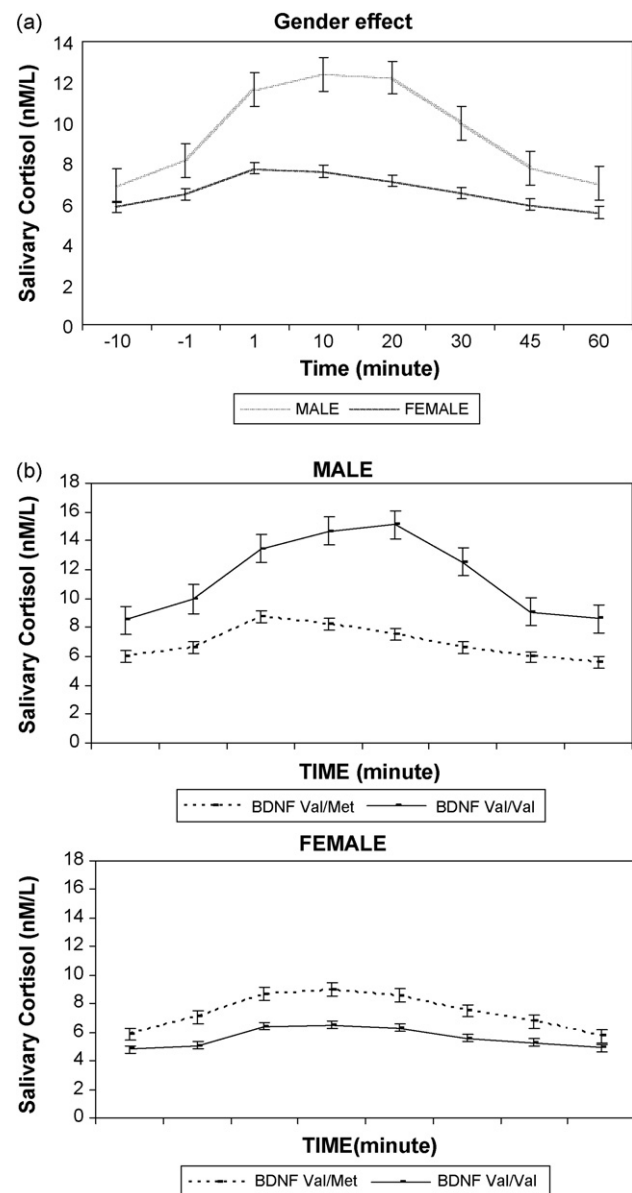 (a)
Gender effect
Salivary Cortisol (nM/L)
14
12
10
8
6
4
2
0
-10 -1 1 10 20 30 45 60
Time (minute)
MALE FEMALE
(b)
MALE
Salivary Cortisol (nM/L)
18
16
14
12
10
8
6
4
2
0
TIME (minute)
BDNF Val/Met BDNF Val/Val
FEMALE
Salivary Cortisol (nM/L)
18
16
14
12
10
8
6
4
2
0
TIME(minute)
BDNF Val/Met BDNF Val/Val